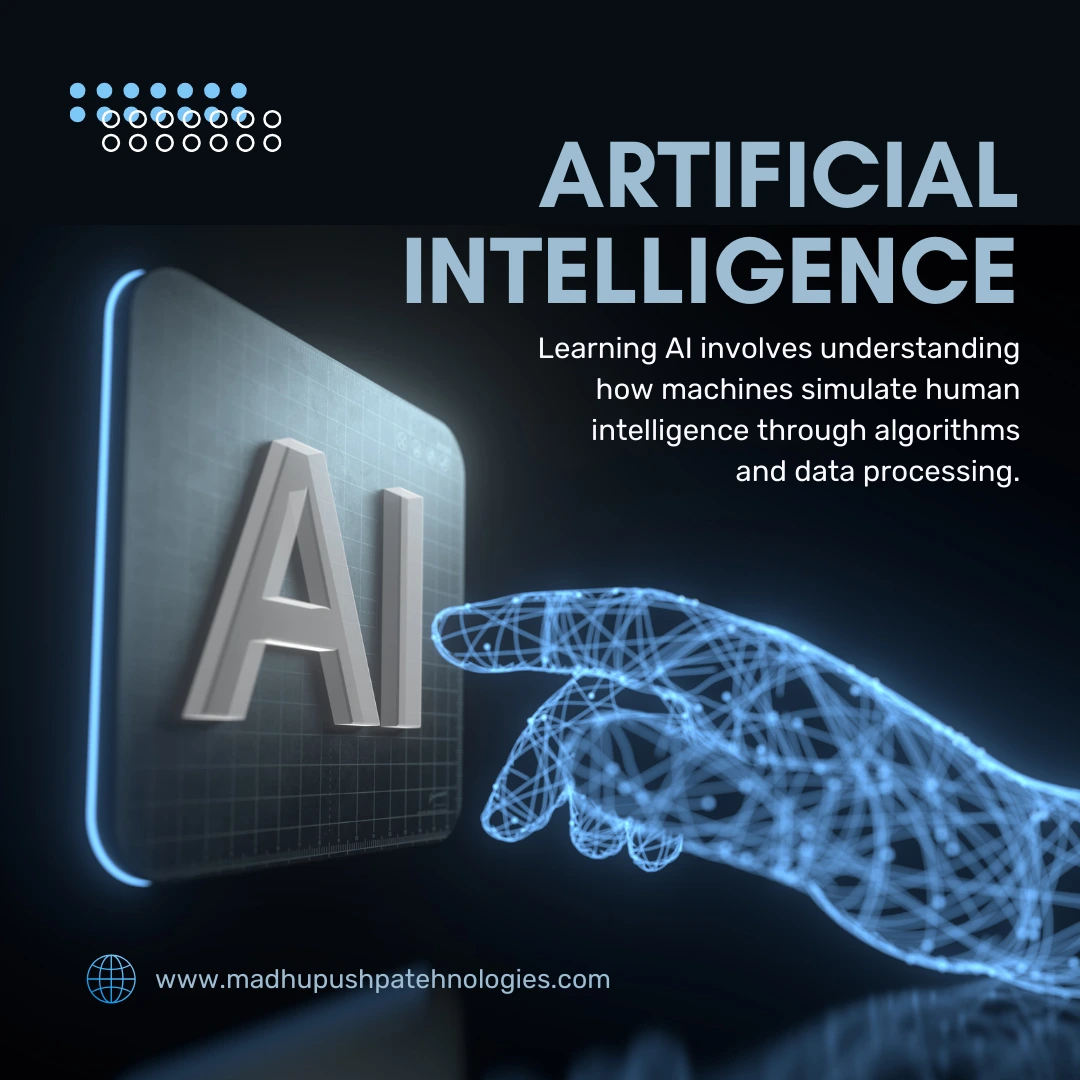 ARTIFICIAL
INTELLIGENCE
Learning AI involves understanding
how machines simulate human
intelligence through algorithms
and data processing.
AI
www.madhupushpatehnologies.com